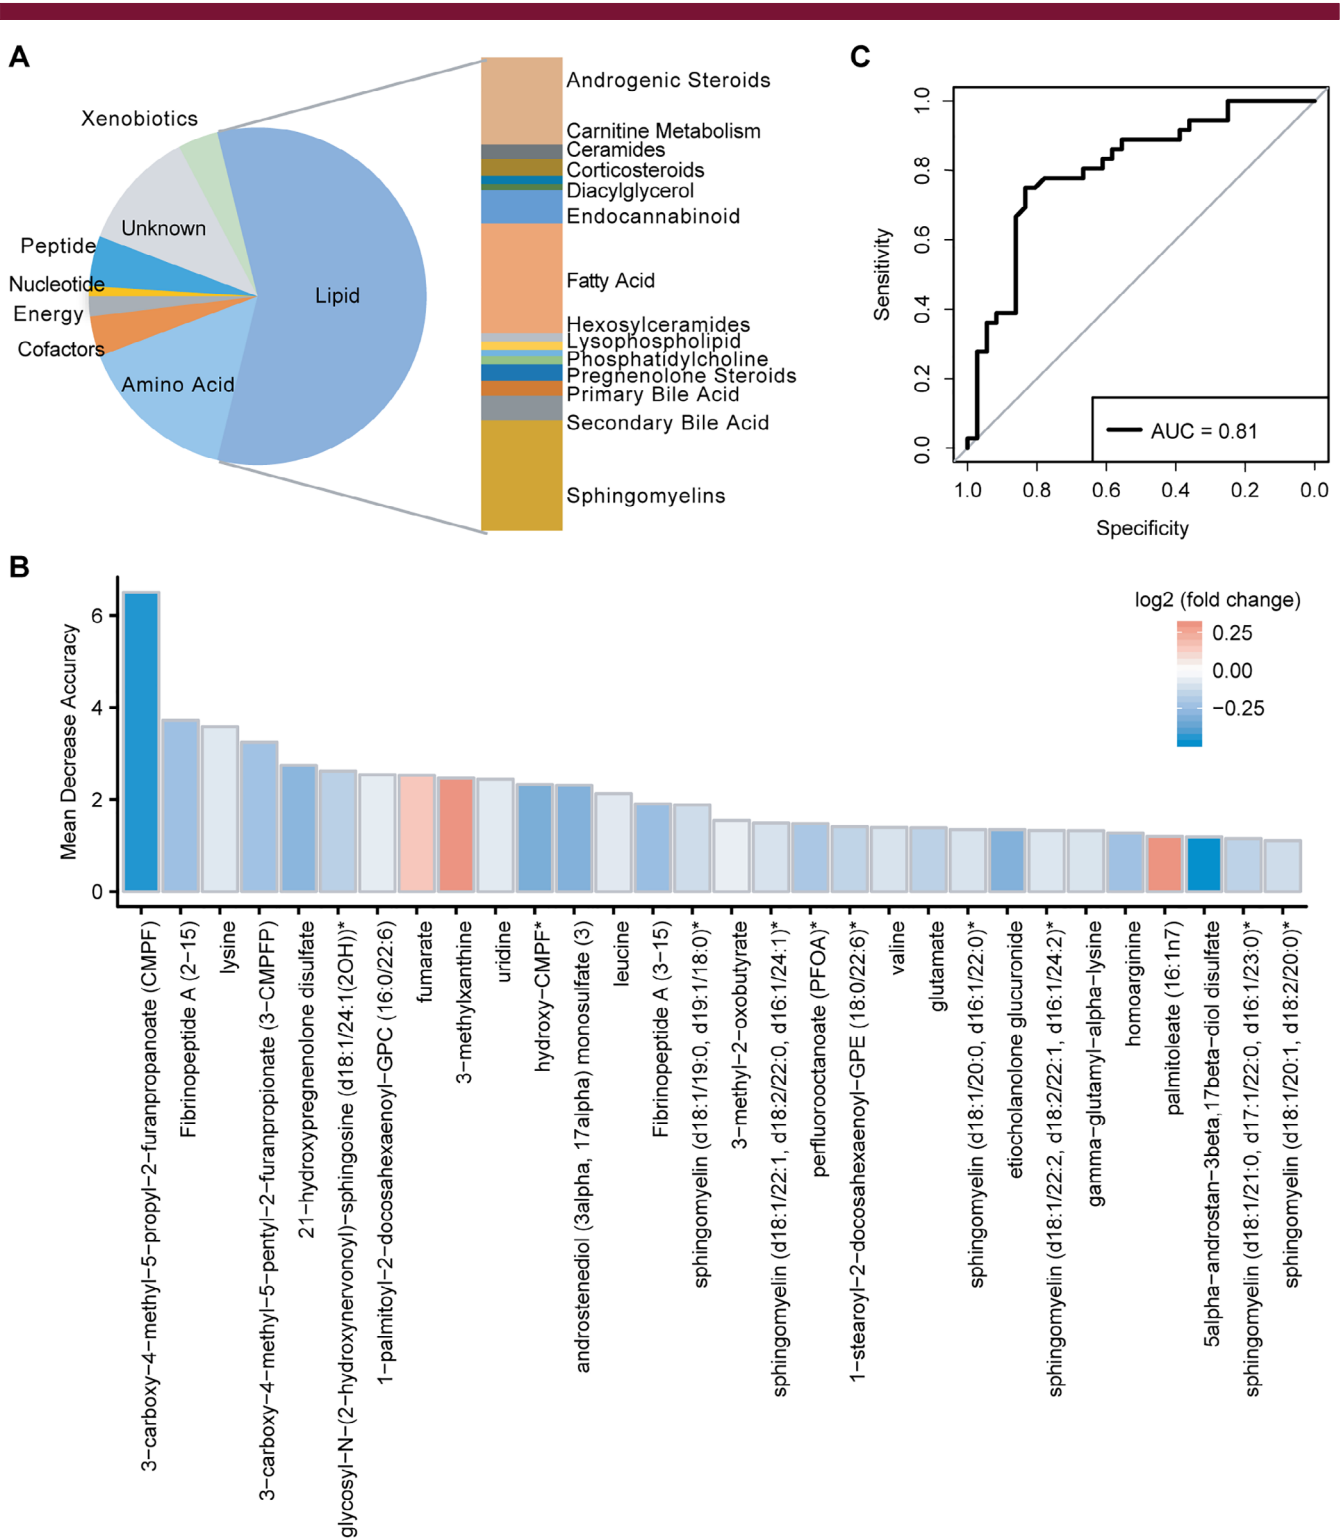 A
Xenobiotics
Unknown
Peptide
Nucleotide
Energy
Cofactors
Amino Acid
Lipid
Androgenic Steroids
Carnitine Metabolism
Ceramides
Corticosteroids
Diacylglycerol
Endocannabinoid
Fatty Acid
Hexosylceramides
Lysophospholipid
Phosphatidylcholine
Pregnenolone Steroids
Primary Bile Acid
Secondary Bile Acid
Sphingomyelins
C
Sensitivity
1.0
0.8
0.6
0.4
0.2
0.0
AUC = 0.81
1.0 0.8 0.6 0.4 0.2 0.0
Specificity
B
Mean Decrease Accuracy
6
4
2
0
log2 (fold change)
0.25
0.00
−0.25
3−carboxy−4−methyl−5−propyl−2−furanpropanoate (CMPF)
Fibrinopeptide A (2−15)
lysine
3−carboxy−4−methyl−5−pentyl−2−furanpropionate (3−CMPFP)
21−hydroxypregnenolone disulfate
glycosyl−N−(2−hydroxynervonoyl)−sphingosine (d18:1/24:1(2OH))*
1−palmitoyl−2−docosahexaenoyl−GPC (16:0/22:6)
fumarate
3−methylxanthine
uridine
hydroxy−CMPF*
androstenediol (3alpha, 17alpha) monosulfate (3)
leucine
Fibrinopeptide A (3−15)
sphingomyelin (d18:1/19:0, d19:1/18:0)*
3−methyl−2−oxobutyrate
sphingomyelin (d18:1/22:1, d18:2/22:0, d16:1/24:1)*
perfluorooctanoate (PFOA)*
1−stearoyl−2−docosahexaenoyl−GPE (18:0/22:6)*
valine
glutamate
sphingomyelin (d18:1/20:0, d16:1/22:0)*
etiocholanolone glucuronide
sphingomyelin (d18:1/22:2, d18:2/22:1, d16:1/24:2)*
gamma−glutamyl−alpha−lysine
homoarginine
palmitoleate (16:1n7)
5alpha−androstan−3beta,17beta−diol disulfate
sphingomyelin (d18:1/21:0, d17:1/22:0, d16:1/23:0)*
sphingomyelin (d18:1/20:1, d18:2/20:0)*